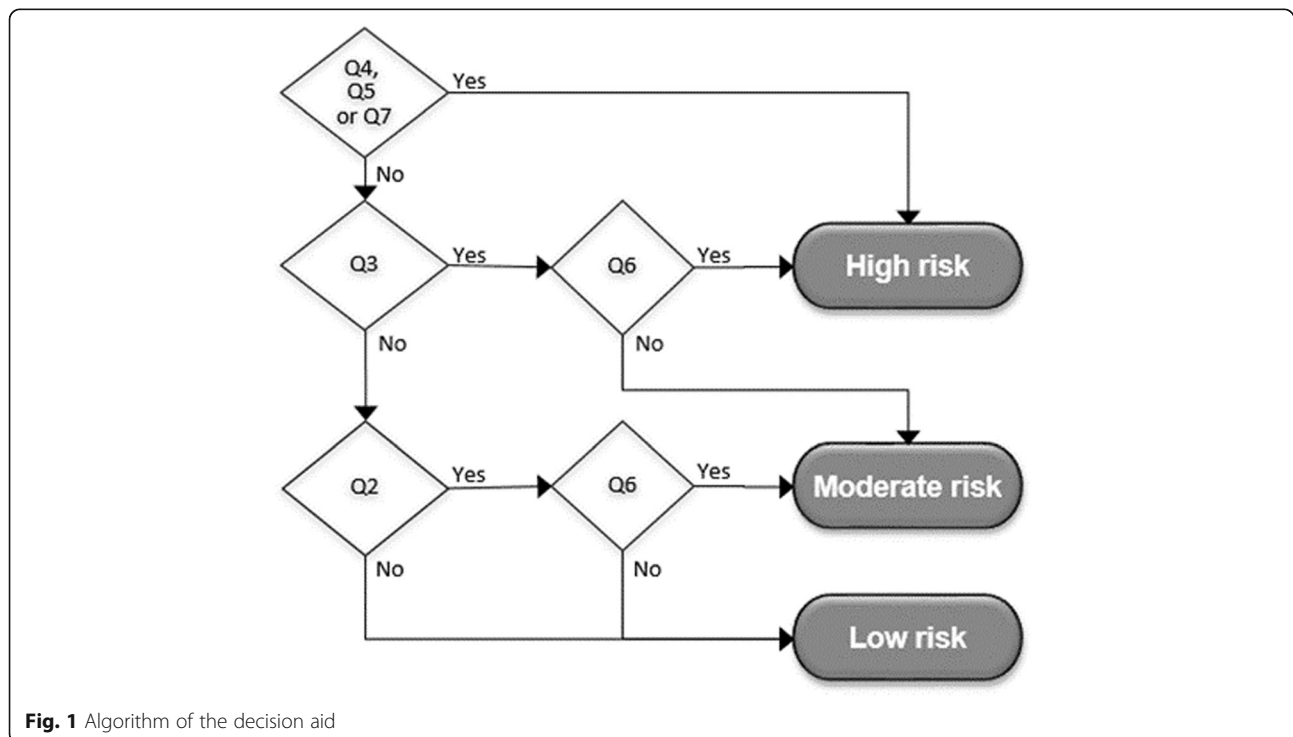 Q4,
Q5
or Q7
Yes
No
Q3
Yes
Q6
Yes
High risk
No
No
Q2
Yes
Q6
Yes
Moderate risk
No
No
Low risk
Fig. 1 Algorithm of the decision aid